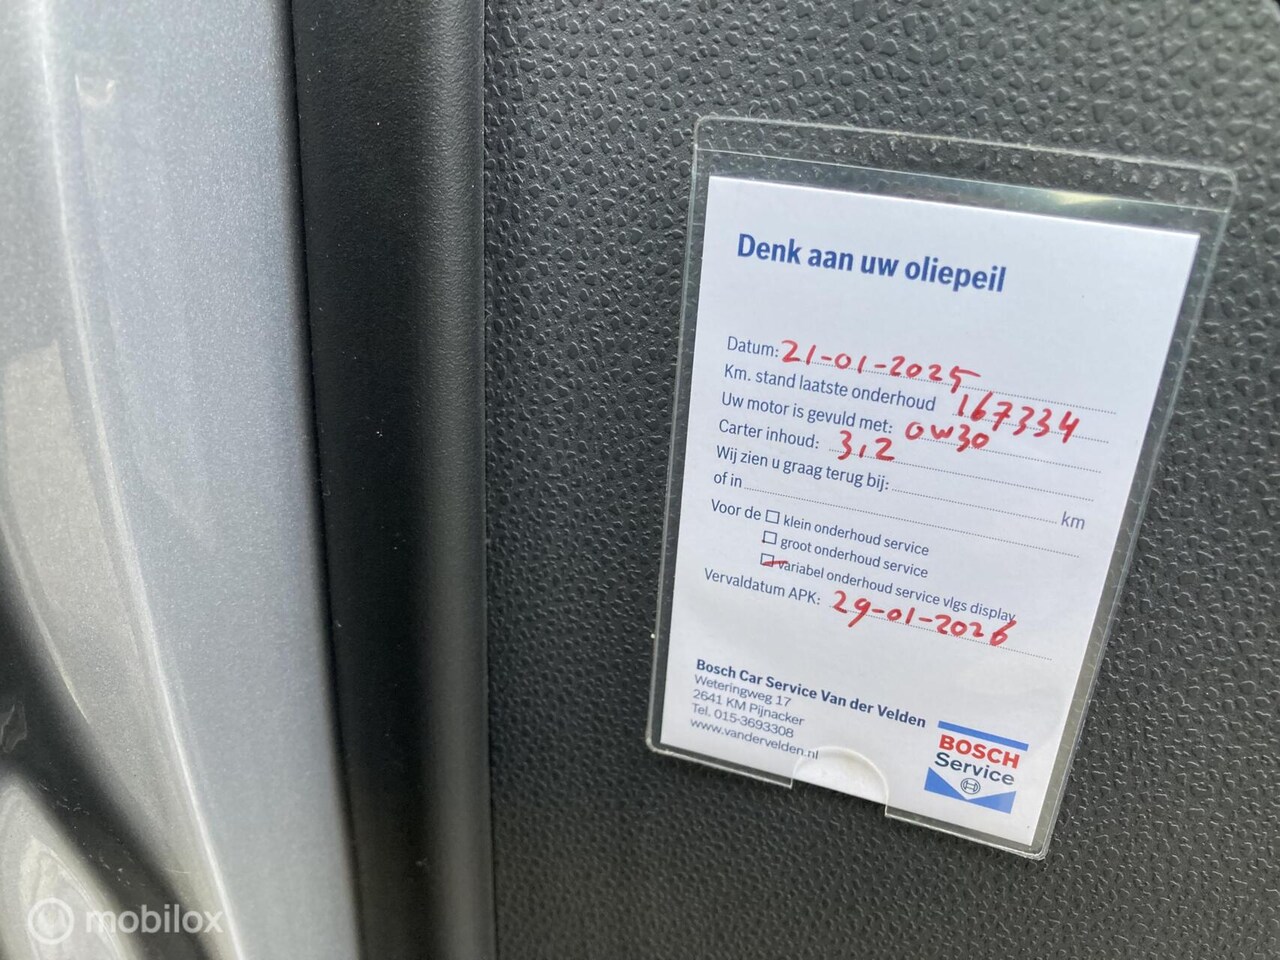 Denk aan uw oliepeil
Datum: 21-01-2025
Km. stand laatste onderhoud 167334
Uw motor is gevuld met: 0W30
Carter inhoud: 3,2
Wij zien u graag terug bij: km
of in
Voor de klein onderhoud service
groot onderhoud service
variabel onderhoud service vlgs display
Vervaldatum APK: 29-01-2026
Bosch Car Service Van der Velden
Weteringweg 17
2641 KM Pijnacker
Tel. 015-3693308
www.vandervelden.nl
BOSCH
Service
mobilox